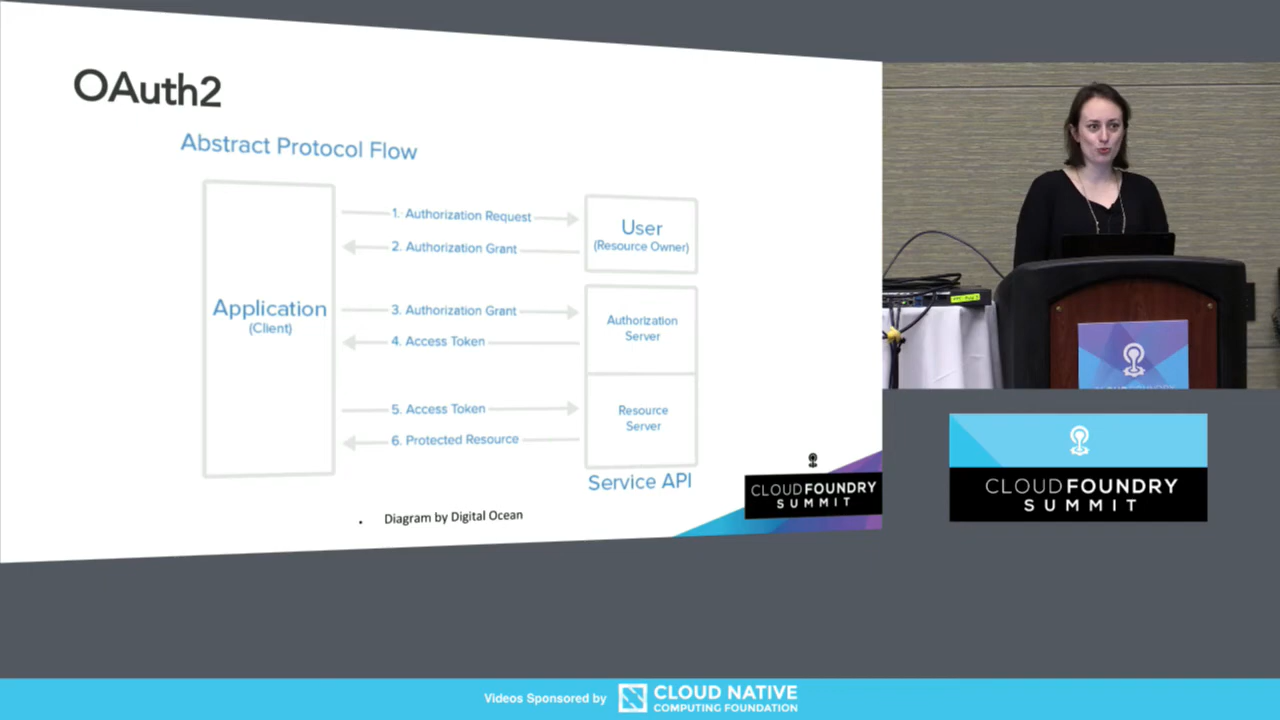 OAuth2
Abstract Protocol Flow
1. Authorization Request
2. Authorization Grant
User
(Resource Owner)
Application
(Client)
3. Authorization Grant
4. Access Token
Authorization
Server
5. Access Token
6. Protected Resource
Resource
Server
Service API
Diagram by Digital Ocean
CLOUDFOUNDRY
SUMMIT
CLOUDFOUNDRY
CLOUDFOUNDRY
SUMMIT
Videos Sponsored by
CLOUD NATIVE
COMPUTING FOUNDATION